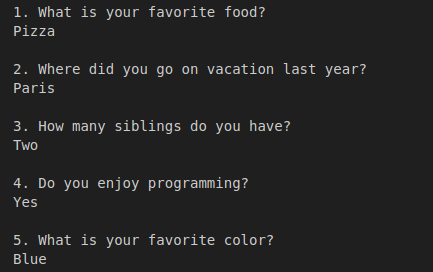 1. What is your favorite food?
Pizza
2. Where did you go on vacation last year?
Paris
3. How many siblings do you have?
Two
4. Do you enjoy programming?
Yes
5. What is your favorite color?
Blue